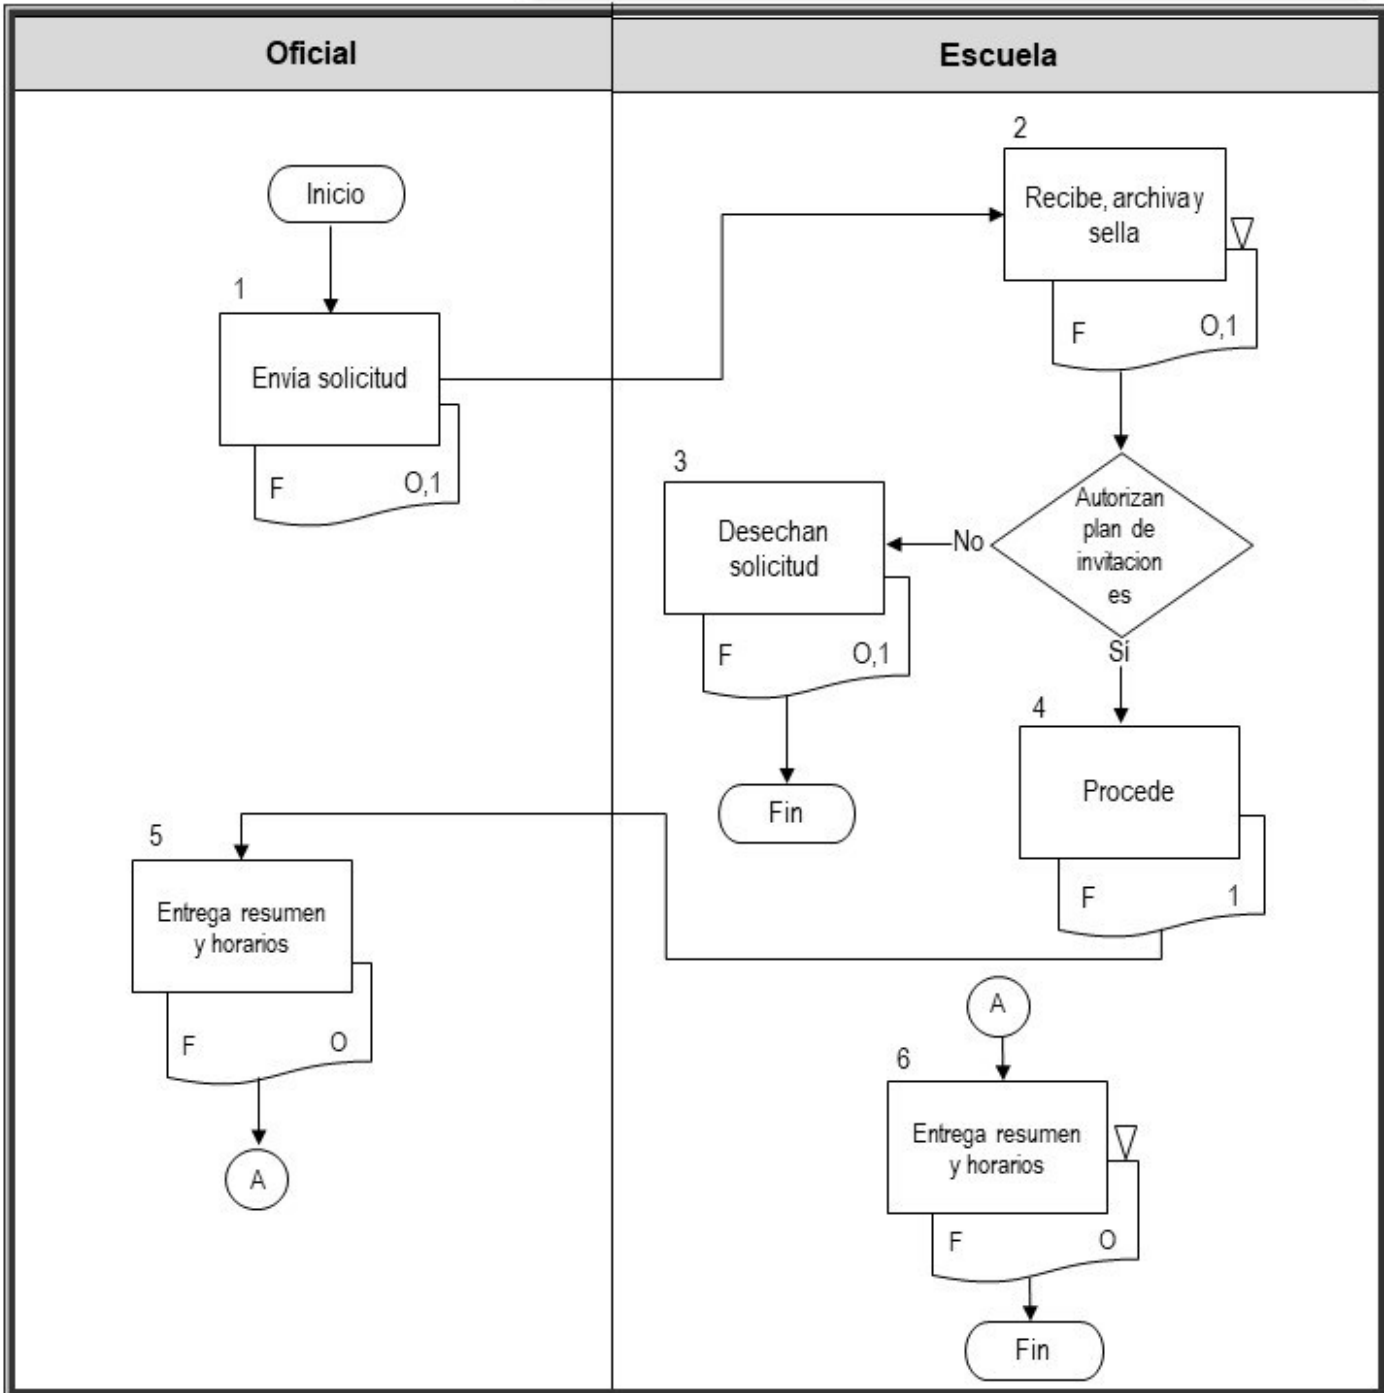 Oficial
Escuela
Inicio
1
Envía solicitud
F
O,1
2
Recibe, archiva y
sella
F
O,1
Autorizan
plan de
invitacion
es
No
Sí
3
Desechan
solicitud
F
O,1
Fin
4
Procede
F
1
5
Entrega resumen
y horarios
F
O
A
A
6
Entrega resumen
y horarios
F
O
Fin